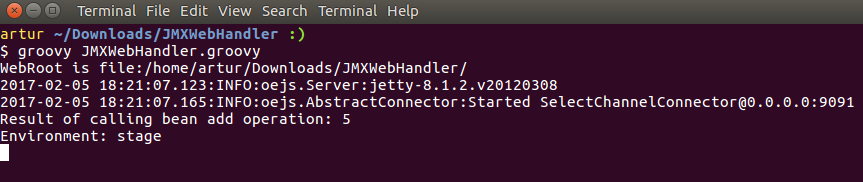 Terminal File Edit View Search Terminal Help
artur ~/Downloads/JMXWebHandler :)
$ groovy JMXWebHandler.groovy
WebRoot is file:/home/artur/Downloads/JMXWebHandler/
2017-02-05 18:21:07.123:INFO:oejs.Server:jetty-8.1.2.v20120308
2017-02-05 18:21:07.165:INFO:oejs.AbstractConnector:Started SelectChannelConnector@0.0.0.0:9091
Result of calling bean add operation: 5
Environment: stage